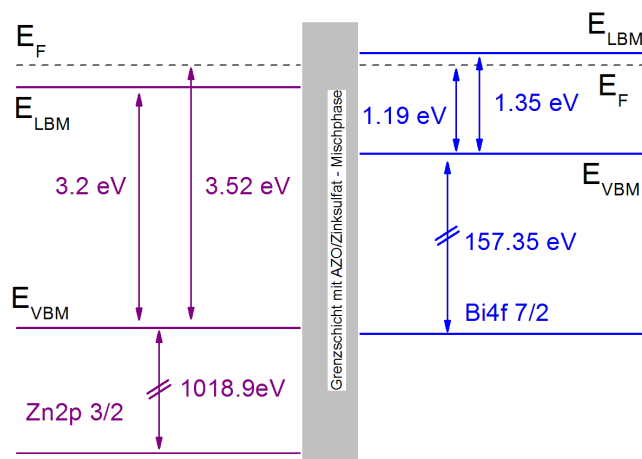 E_F
E_LBM
3.2 eV
3.52 eV
E_VBM
1018.9eV
Zn2p 3/2
Grenzschicht mit AZO/Zinksulfat - Mischphase
E_LBM
E_F
1.19 eV
1.35 eV
E_VBM
157.35 eV
Bi4f 7/2